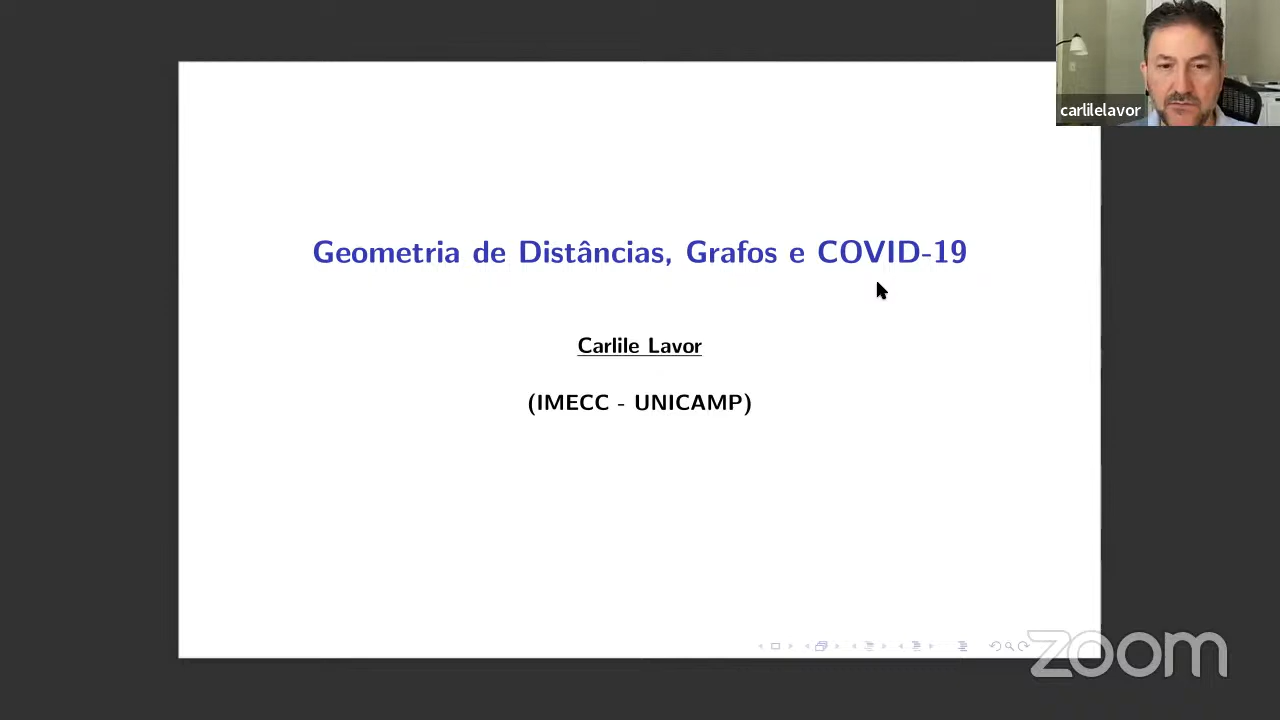 carlilelavor
Geometria de Distâncias, Grafos e COVID-19
Carlile Lavor
(IMECC - UNICAMP)
zoom